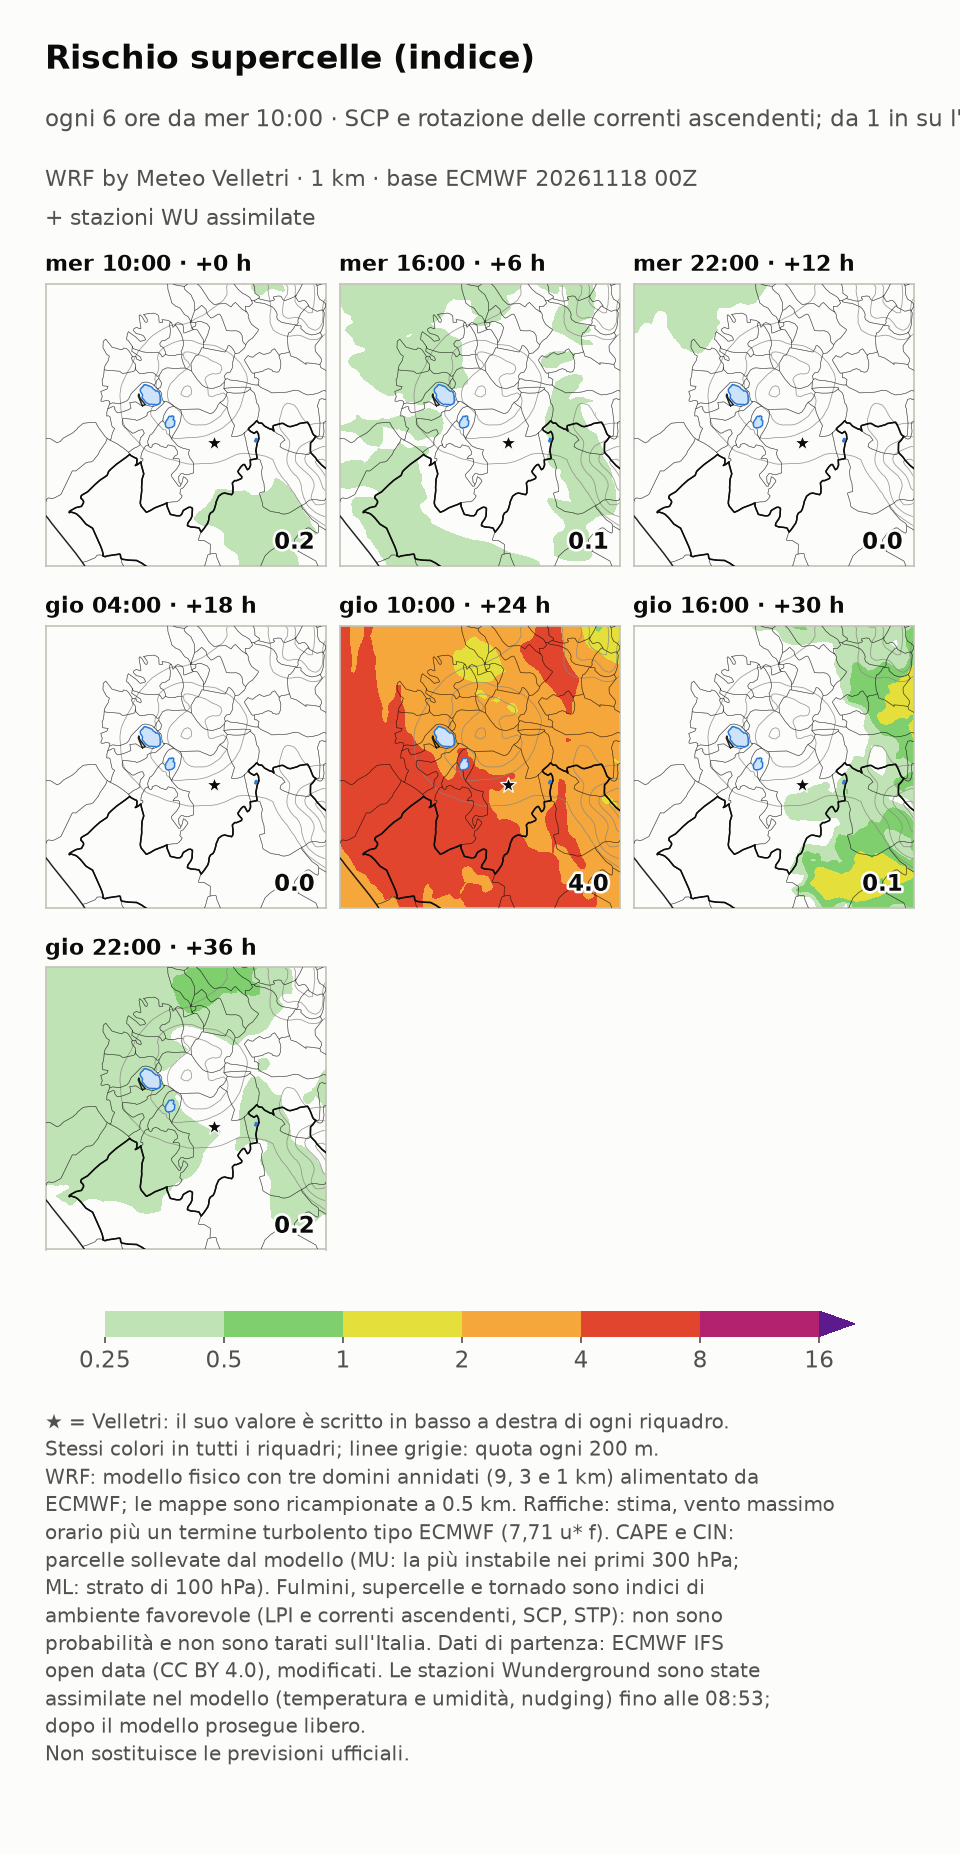 Rischio supercelle (indice)
ogni 6 ore da mer 10:00 · SCP e rotazione delle correnti ascendenti; da 1 in su l'
WRF by Meteo Velletri · 1 km · base ECMWF 20261118 00Z
+ stazioni WU assimilate
mer 10:00 · +0 h
mer 16:00 · +6 h
mer 22:00 · +12 h
0.2
0.1
0.0
gio 04:00 · +18 h
gio 10:00 · +24 h
gio 16:00 · +30 h
0.0
4.0
0.1
gio 22:00 · +36 h
0.2
0.25
0.5
1
2
4
8
16
★ = Velletri: il suo valore è scritto in basso a destra di ogni riquadro.
Stessi colori in tutti i riquadri; linee grigie: quota ogni 200 m.
WRF: modello fisico con tre domini annidati (9, 3 e 1 km) alimentato da
ECMWF; le mappe sono ricampionate a 0.5 km. Raffiche: stima, vento massimo
orario più un termine turbolento tipo ECMWF (7,71 u* f). CAPE e CIN:
parcelle sollevate dal modello (MU: la più instabile nei primi 300 hPa;
ML: strato di 100 hPa). Fulmini, supercelle e tornado sono indici di
ambiente favorevole (LPI e correnti ascendenti, SCP, STP): non sono
probabilità e non sono tarati sull'Italia. Dati di partenza: ECMWF IFS
open data (CC BY 4.0), modificati. Le stazioni Wunderground sono state
assimilate nel modello (temperatura e umidità, nudging) fino alle 08:53;
dopo il modello prosegue libero.
Non sostituisce le previsioni ufficiali.